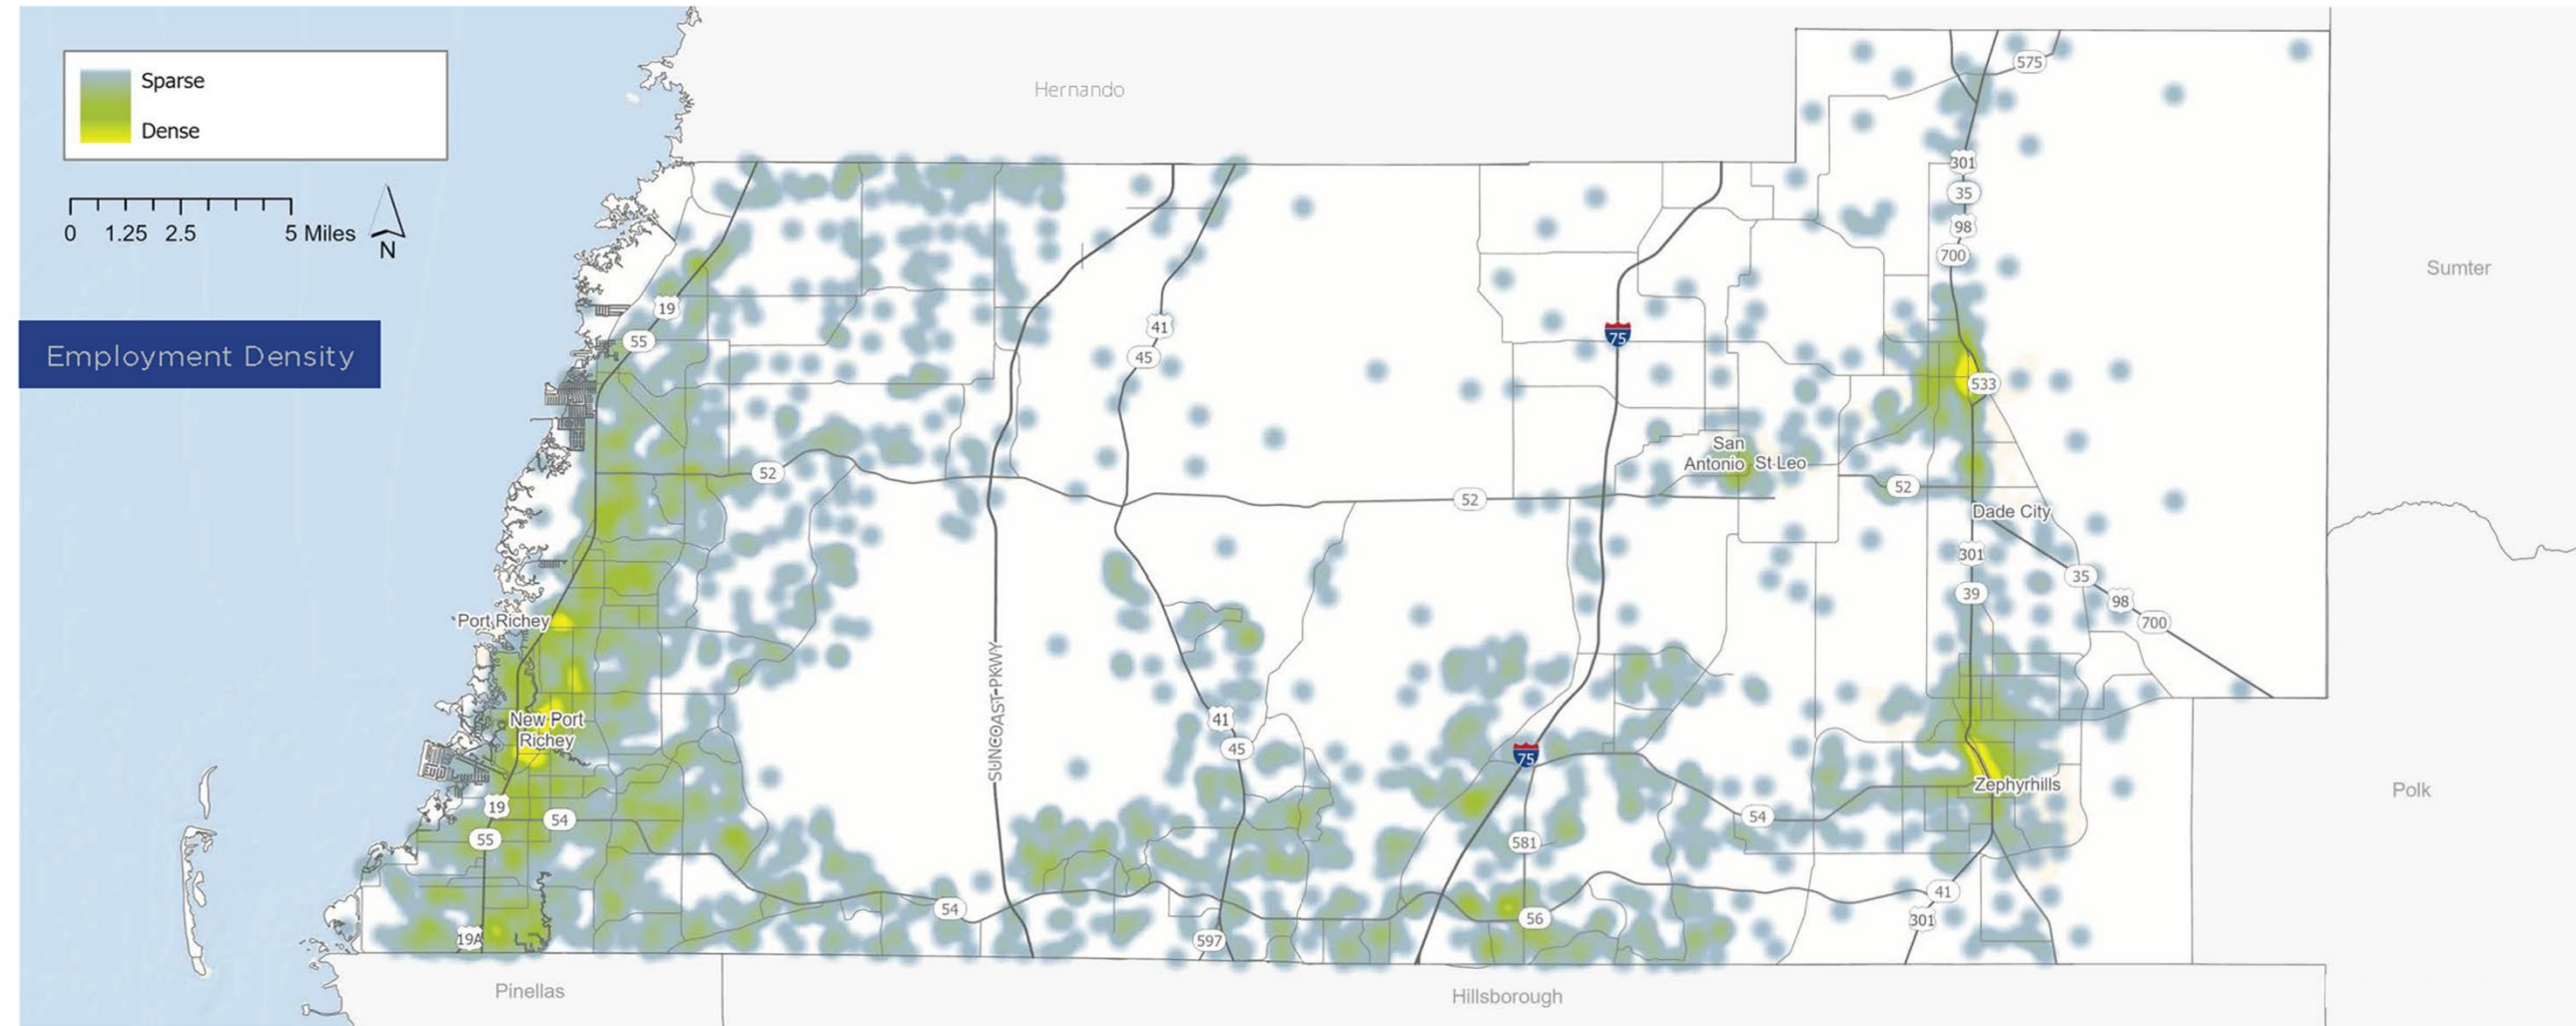 Sparse
Dense
0 1.25 2.5 5 Miles
N
Employment Density
Hernando
Sumter
Polk
Pinellas
Hillsborough
575
301
35
98
700
19
55
41
45
75
533
San
Antonio St Leo
52
52
52
Dade City
301
39
35
98
700
Port Richey
SUNCOAST PKWY
New Port
Richey
41
45
75
Zephyrhills
19
54
55
54
581
54
56
41
301
19A
597